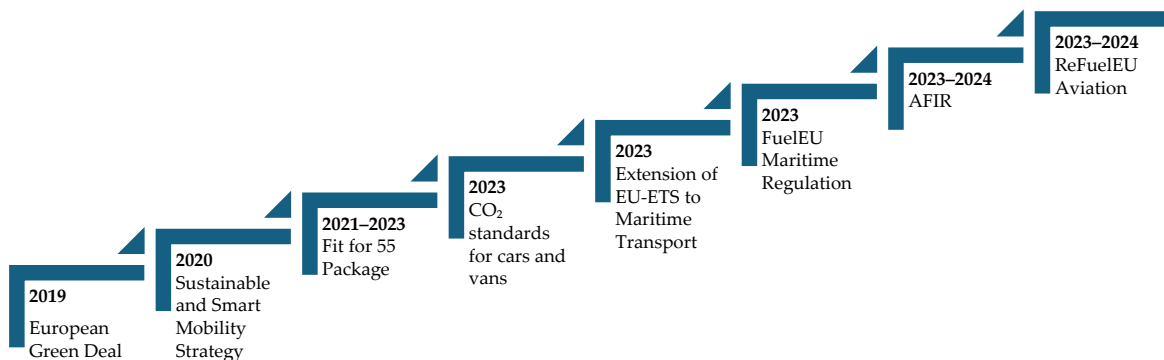 2019
European
Green Deal
2020
Sustainable
and Smart
Mobility
Strategy
2021–2023
Fit for 55
Package
2023
CO₂
standards
for cars and
vans
2023
Extension of
EU-ETS to
Maritime
Transport
2023
FuelEU
Maritime
Regulation
2023–2024
AFIR
2023–2024
ReFuelEU
Aviation